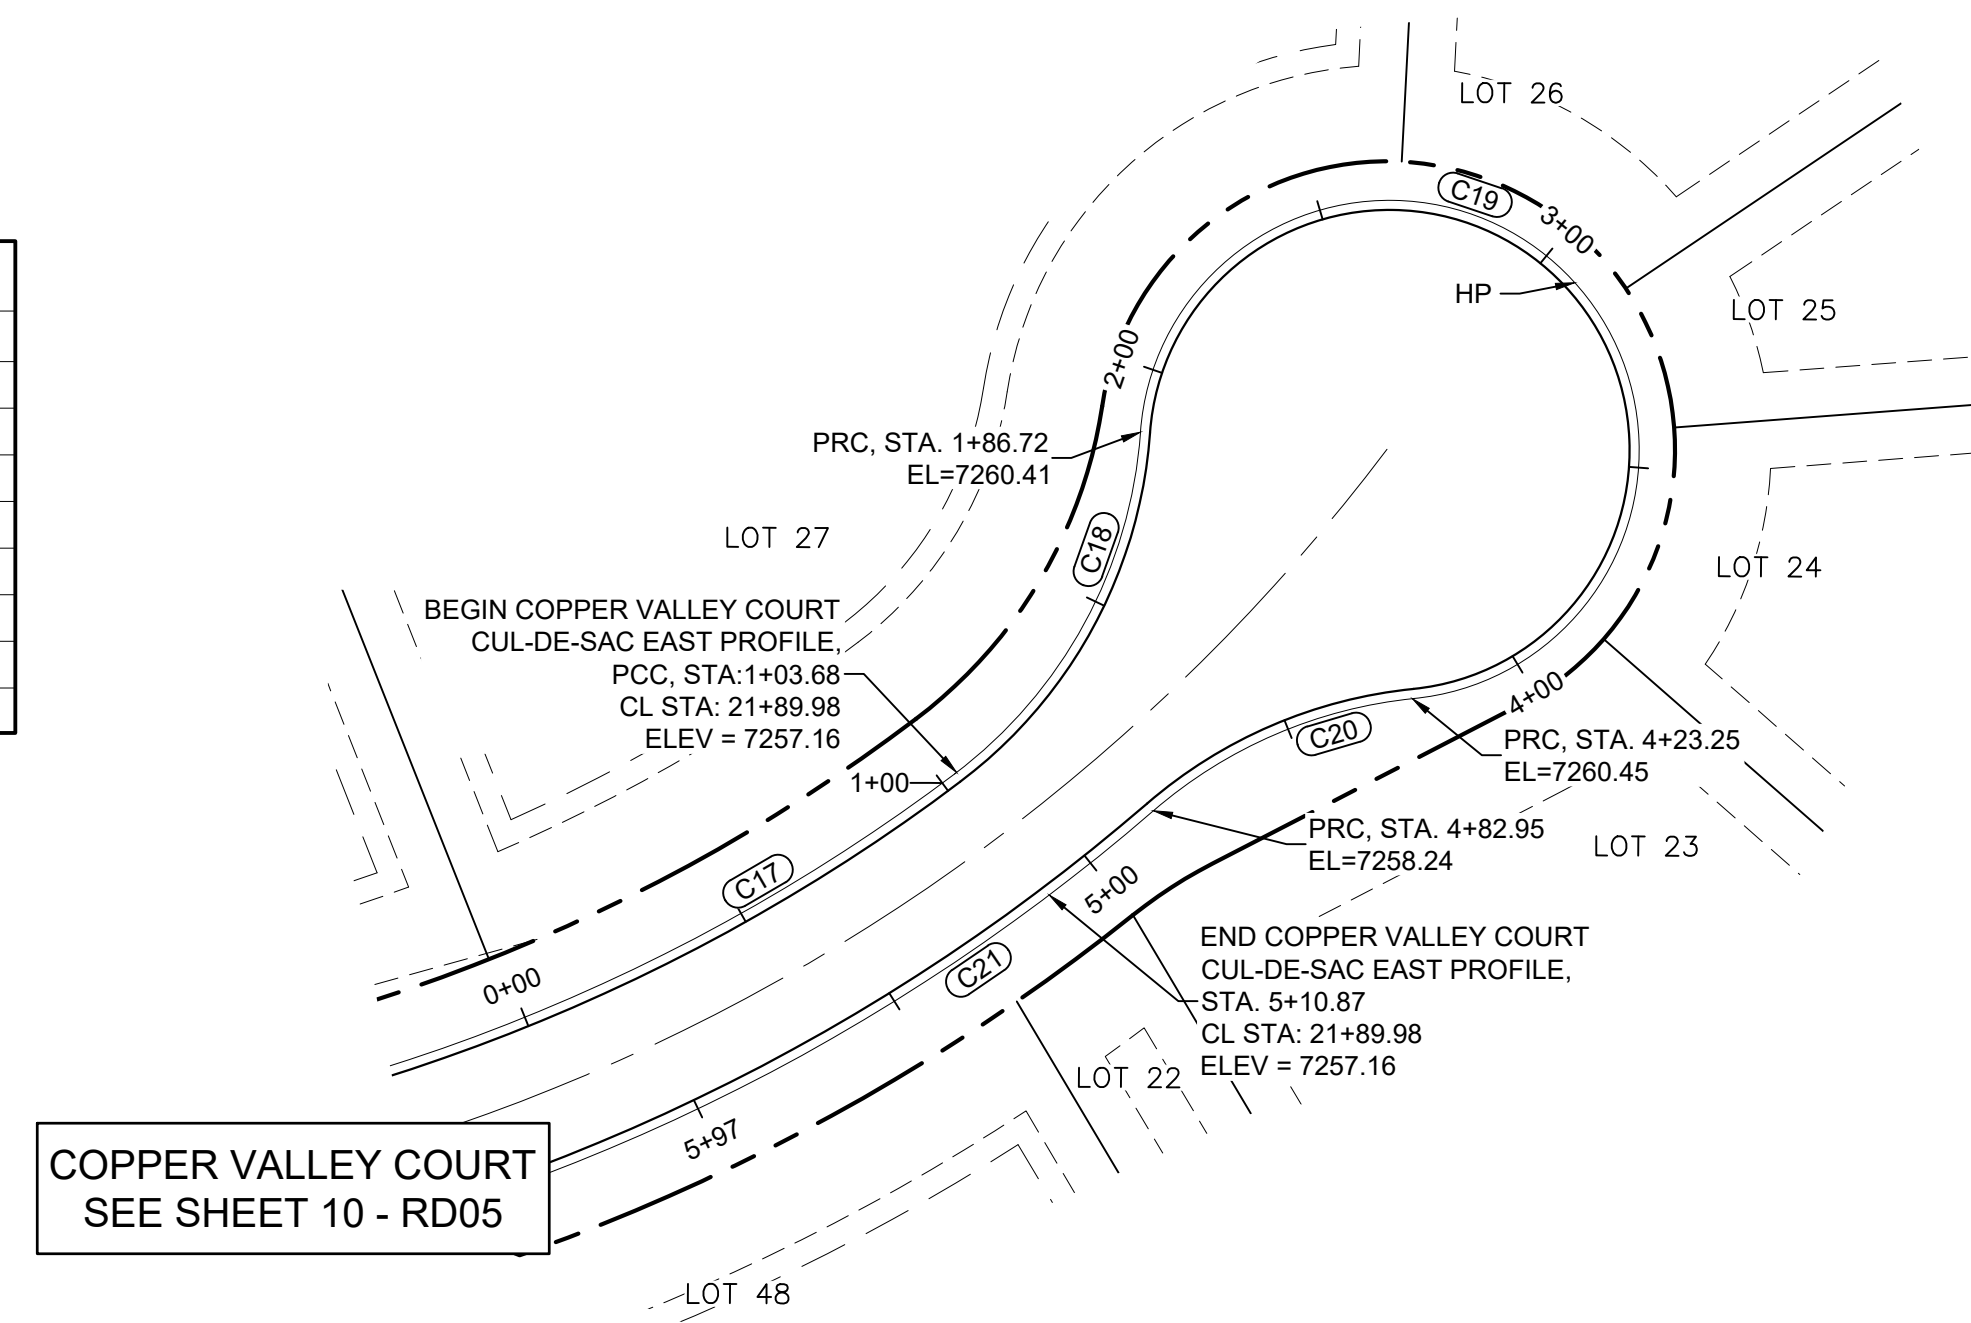 LOT 26
C19
3+00
HP
LOT 25
2+00
PRC, STA. 1+86.72
EL=7260.41
LOT 27
C18
LOT 24
BEGIN COPPER VALLEY COURT
CUL-DE-SAC EAST PROFILE,
PCC, STA:1+03.68
CL STA: 21+89.98
ELEV = 7257.16
1+00
4+00
C20
PRC, STA. 4+23.25
EL=7260.45
PRC, STA. 4+82.95
EL=7258.24
LOT 23
C17
5+00
END COPPER VALLEY COURT
CUL-DE-SAC EAST PROFILE,
STA. 5+10.87
CL STA: 21+89.98
ELEV = 7257.16
C21
0+00
LOT 22
5+97
COPPER VALLEY COURT
SEE SHEET 10 - RD05
LOT 48